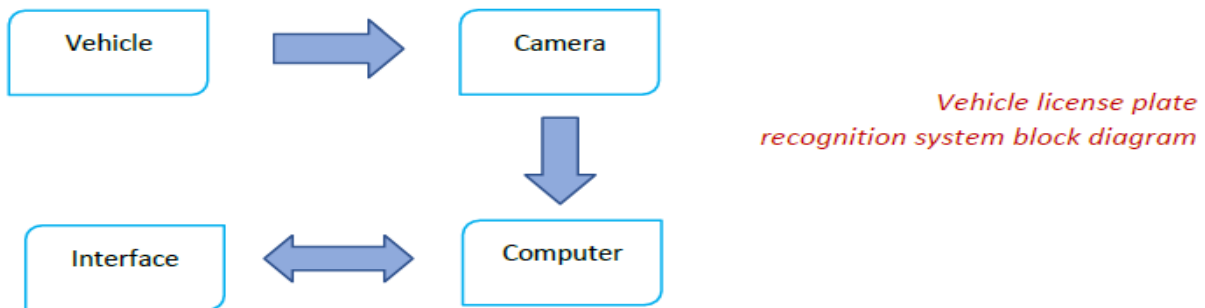 Vehicle
Camera
Vehicle license plate
recognition system block diagram
Interface
Computer